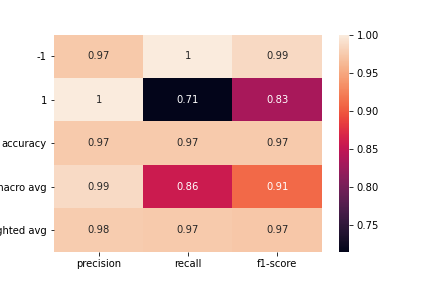 -1 0.97 1 0.99
1 1 0.71 0.83
accuracy 0.97 0.97 0.97
nacro avg 0.99 0.86 0.91
ghted avg 0.98 0.97 0.97
precision recall f1-score
1.00
0.95
0.90
0.85
0.80
0.75